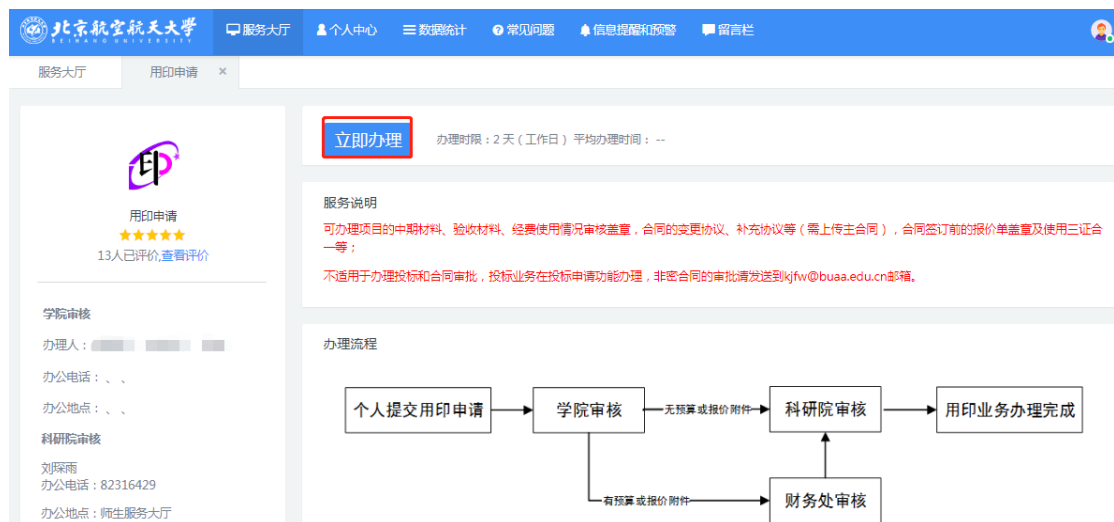 北京航空航天大学
BEIHANG UNIVERSITY
服务大厅
个人中心
数据统计
常见问题
信息提醒和预警
留言栏
服务大厅
用印申请 ×
印
用印申请
13人已评价,查看评价
学院审核
办理人：
办公电话：、、
办公地点：、、
科研院审核
刘琛雨
办公电话：82316429
办公地点：师生服务大厅
立即办理
办理时限：2 天（工作日） 平均办理时间： --
服务说明
可办理项目的中期材料、验收材料、经费使用情况审核盖章，合同的变更协议、补充协议等（需上传主合同），合同签订前的报价单盖章及使用三证合
一等；
不适用于办理投标和合同审批，投标业务在投标申请功能办理，非密合同的审批请发送到kjfw@buaa.edu.cn邮箱。
办理流程
个人提交用印申请
学院审核
无预算或报价附件
科研院审核
用印业务办理完成
有预算或报价附件
财务处审核